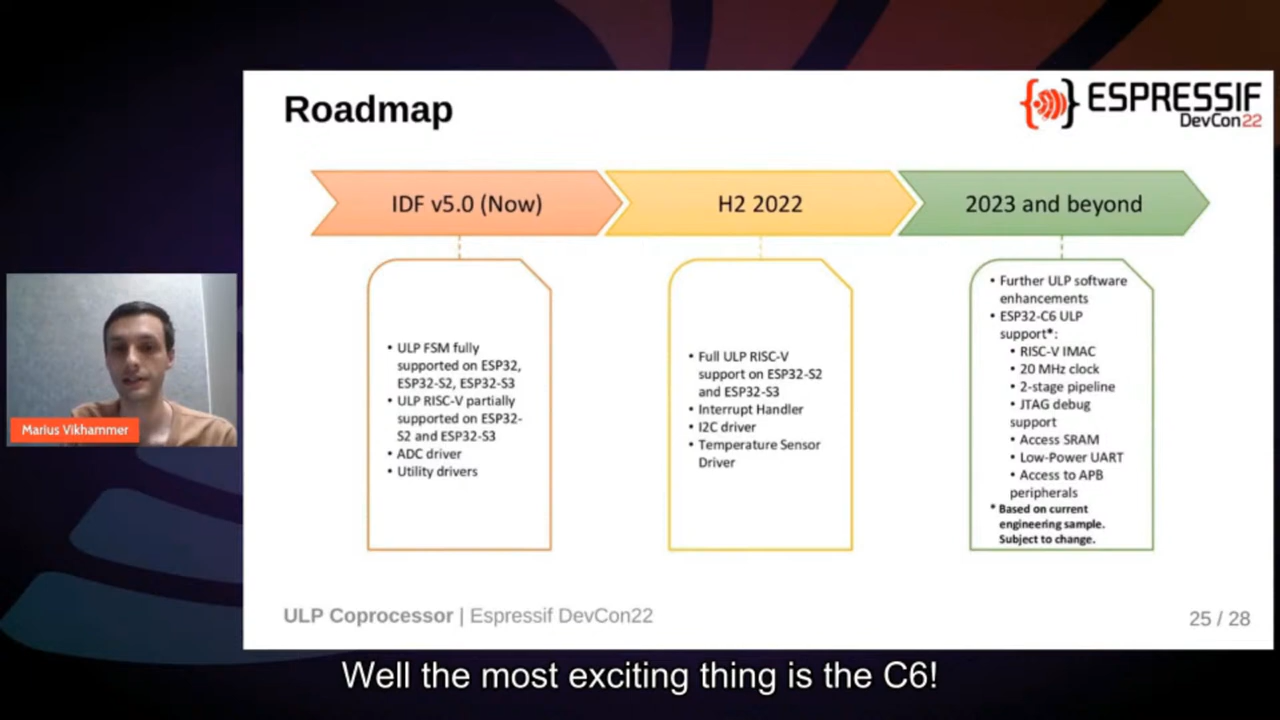 Roadmap
ESPRESSIF
DevCon22
IDF v5.0 (Now)
H2 2022
2023 and beyond
• ULP FSM fully
supported on ESP32,
ESP32-S2, ESP32-S3
• ULP RISC-V partially
supported on ESP32-
S2 and ESP32-S3
• ADC driver
• Utility drivers
• Full ULP RISC-V
support on ESP32-S2
and ESP32-S3
• Interrupt Handler
• I2C driver
• Temperature Sensor
Driver
• Further ULP software
enhancements
• ESP32-C6 ULP
support*:
• RISC-V IMAC
• 20 MHz clock
• 2-stage pipeline
• JTAG debug
support
• Access SRAM
• Low-Power UART
• Access to APB
peripherals
* Based on current
engineering sample.
Subject to change.
Marius Vikhammer
ULP Coprocessor | Espressif DevCon22
25 / 28
Well the most exciting thing is the C6!